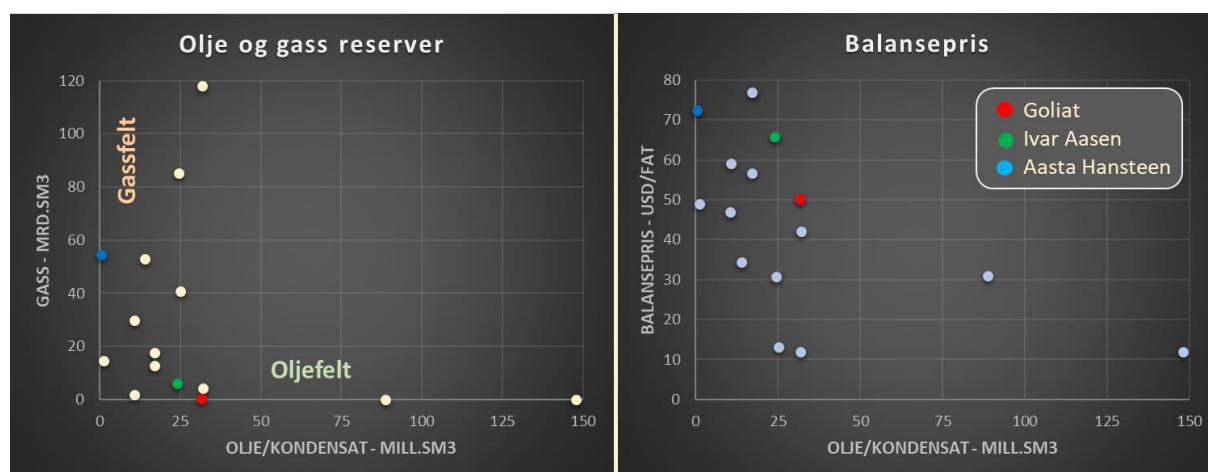 Olje og gass reserver
GASS - MRD.SM3
120
100
80
60
40
20
0
Gassfelt
Oljefelt
0 25 50 75 100 125 150
OLJE/KONDENSAT - MILL.SM3
Balansepris
BALANSEPRIS - USD/FAT
80
70
60
50
40
30
20
10
0
Goliat
Ivar Aasen
Aasta Hansteen
0 25 50 75 100 125 150
OLJE/KONDENSAT - MILL.SM3